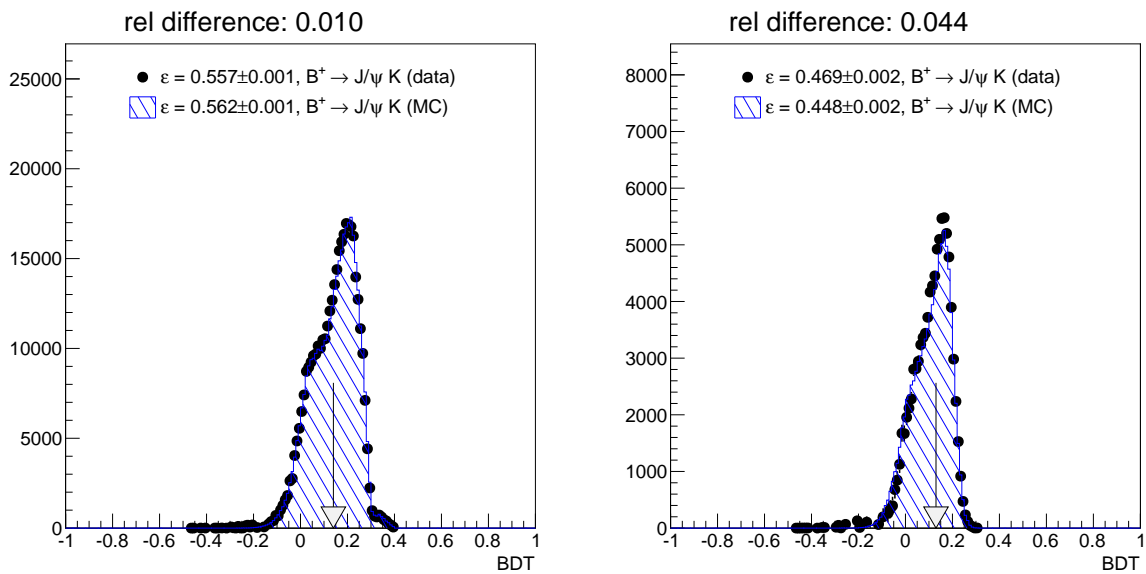 rel difference: 0.010
ε = 0.557±0.001, B⁺ → J/ψ K (data)
ε = 0.562±0.001, B⁺ → J/ψ K (MC)
25000
20000
15000
10000
5000
0
-1 -0.8 -0.6 -0.4 -0.2 0 0.2 0.4 0.6 0.8 1
BDT
rel difference: 0.044
ε = 0.469±0.002, B⁺ → J/ψ K (data)
ε = 0.448±0.002, B⁺ → J/ψ K (MC)
8000
7000
6000
5000
4000
3000
2000
1000
0
-1 -0.8 -0.6 -0.4 -0.2 0 0.2 0.4 0.6 0.8 1
BDT